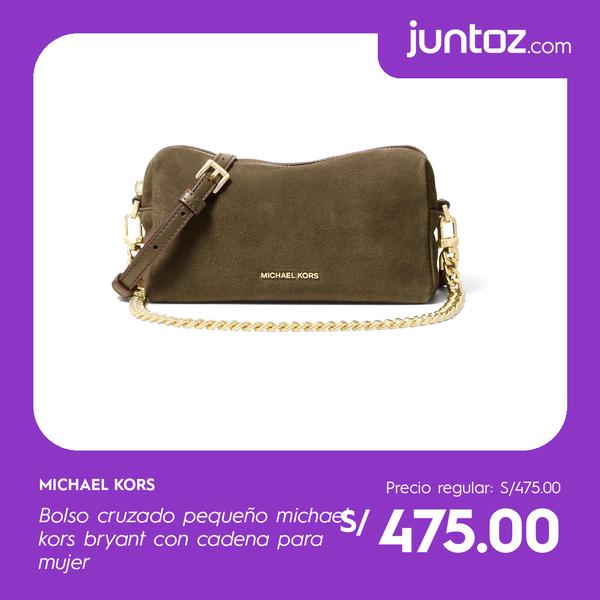 juntoz.com
MICHAEL KORS
MICHAEL KORS
Bolso cruzado pequeño michael
kors bryant con cadena para
mujer
Precio regular: S/475.00
S/ 475.00